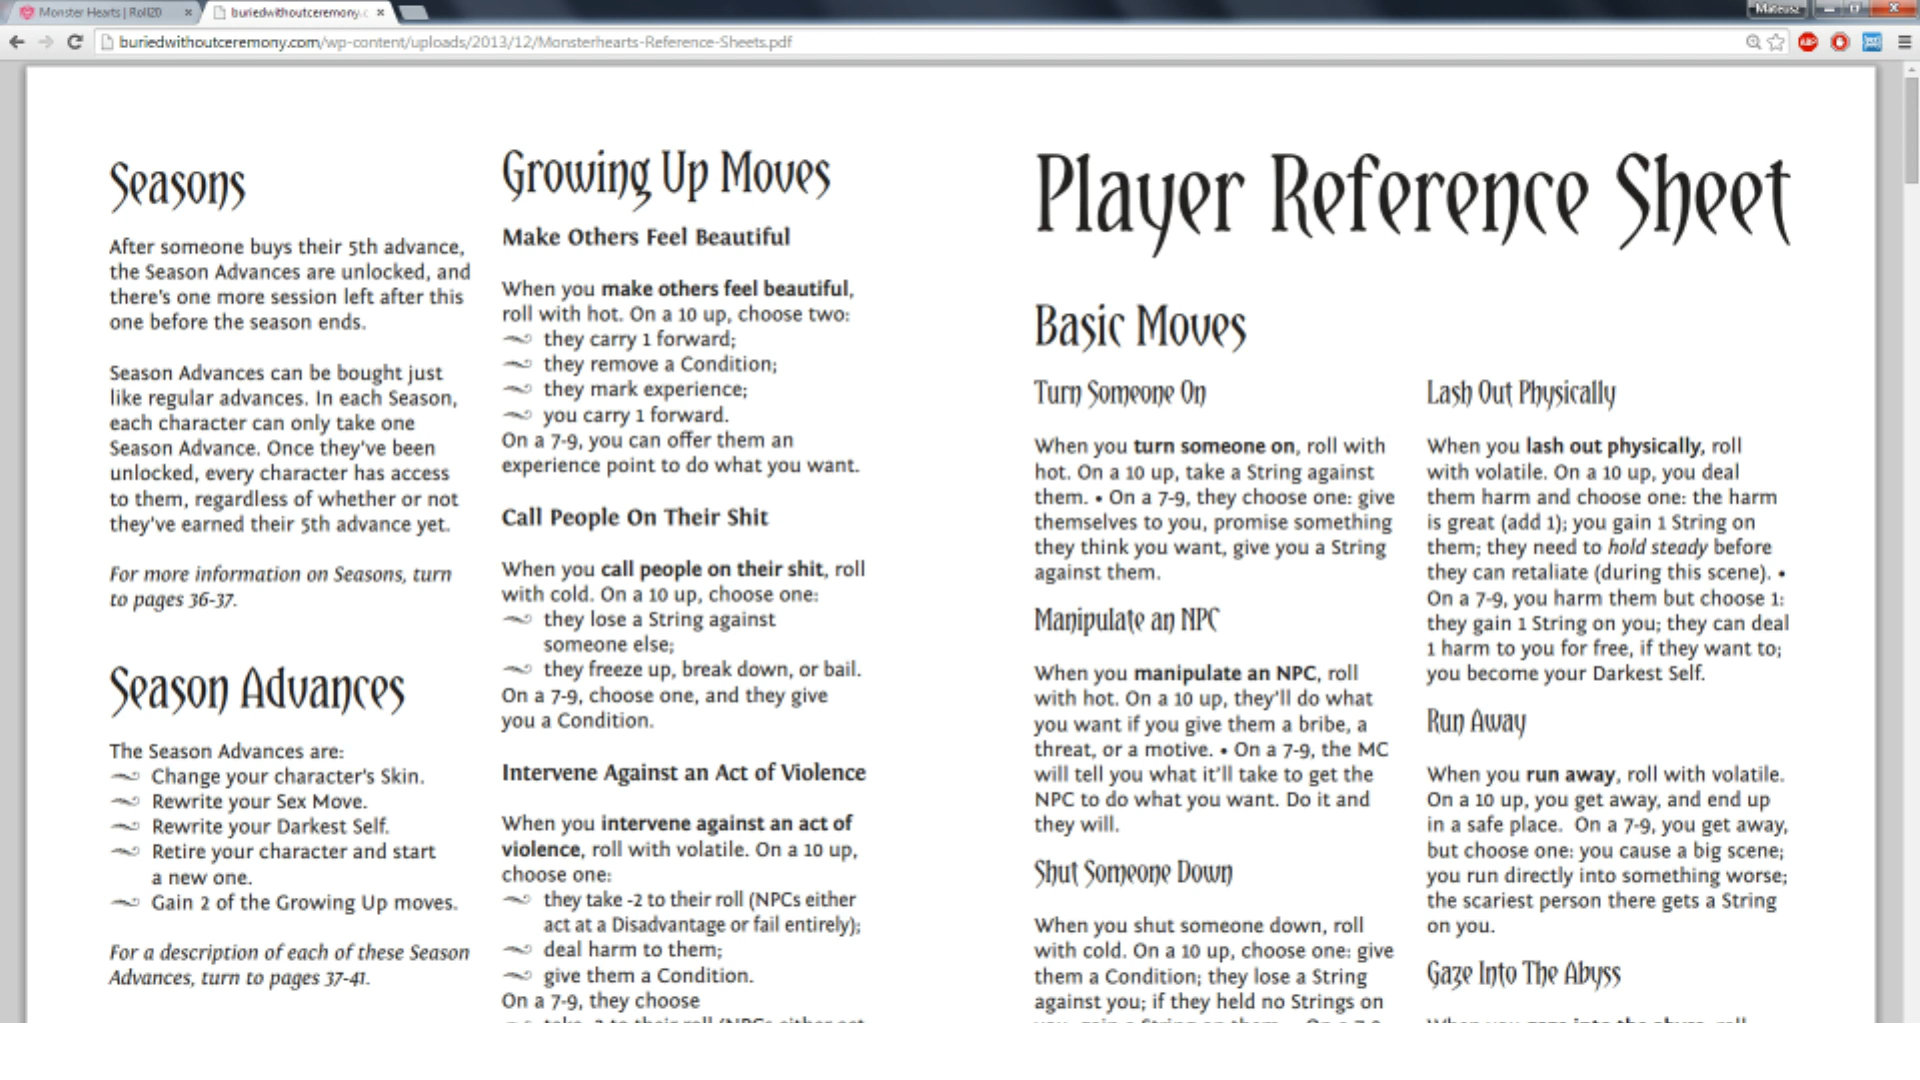 Monster Hearts | Roll20
buriedwithoutceremony.c
Mateusz
buriedwithoutceremony.com/wp-content/uploads/2013/12/Monsterhearts-Reference-Sheets.pdf
ABP
Seasons
After someone buys their 5th advance,
the Season Advances are unlocked, and
there's one more session left after this
one before the season ends.
Season Advances can be bought just
like regular advances. In each Season,
each character can only take one
Season Advance. Once they've been
unlocked, every character has access
to them, regardless of whether or not
they've earned their 5th advance yet.
For more information on Seasons, turn
to pages 36-37.
Season Advances
The Season Advances are:
Change your character's Skin.
Rewrite your Sex Move.
Rewrite your Darkest Self.
Retire your character and start
a new one.
Gain 2 of the Growing Up moves.
For a description of each of these Season
Advances, turn to pages 37-41.
Growing Up Moves
Make Others Feel Beautiful
When you make others feel beautiful,
roll with hot. On a 10 up, choose two:
they carry 1 forward;
they remove a Condition;
they mark experience;
you carry 1 forward.
On a 7-9, you can offer them an
experience point to do what you want.
Call People On Their Shit
When you call people on their shit, roll
with cold. On a 10 up, choose one:
they lose a String against
someone else;
they freeze up, break down, or bail.
On a 7-9, choose one, and they give
you a Condition.
Intervene Against an Act of Violence
When you intervene against an act of
violence, roll with volatile. On a 10 up,
choose one:
they take -2 to their roll (NPCs either
act at a Disadvantage or fail entirely);
deal harm to them;
give them a Condition.
On a 7-9, they choose
Player Reference Sheet
Basic Moves
Turn Someone On
When you turn someone on, roll with
hot. On a 10 up, take a String against
them. • On a 7-9, they choose one: give
themselves to you, promise something
they think you want, give you a String
against them.
Manipulate an NPC
When you manipulate an NPC, roll
with hot. On a 10 up, they'll do what
you want if you give them a bribe, a
threat, or a motive. • On a 7-9, the MC
will tell you what it'll take to get the
NPC to do what you want. Do it and
they will.
Shut Someone Down
When you shut someone down, roll
with cold. On a 10 up, choose one: give
them a Condition; they lose a String
against you; if they held no Strings on
Lash Out Physically
When you lash out physically, roll
with volatile. On a 10 up, you deal
them harm and choose one: the harm
is great (add 1); you gain 1 String on
them; they need to hold steady before
they can retaliate (during this scene). •
On a 7-9, you harm them but choose 1:
they gain 1 String on you; they can deal
1 harm to you for free, if they want to;
you become your Darkest Self.
Run Away
When you run away, roll with volatile.
On a 10 up, you get away, and end up
in a safe place. On a 7-9, you get away,
but choose one: you cause a big scene;
you run directly into something worse;
the scariest person there gets a String
on you.
Gaze Into The Abyss